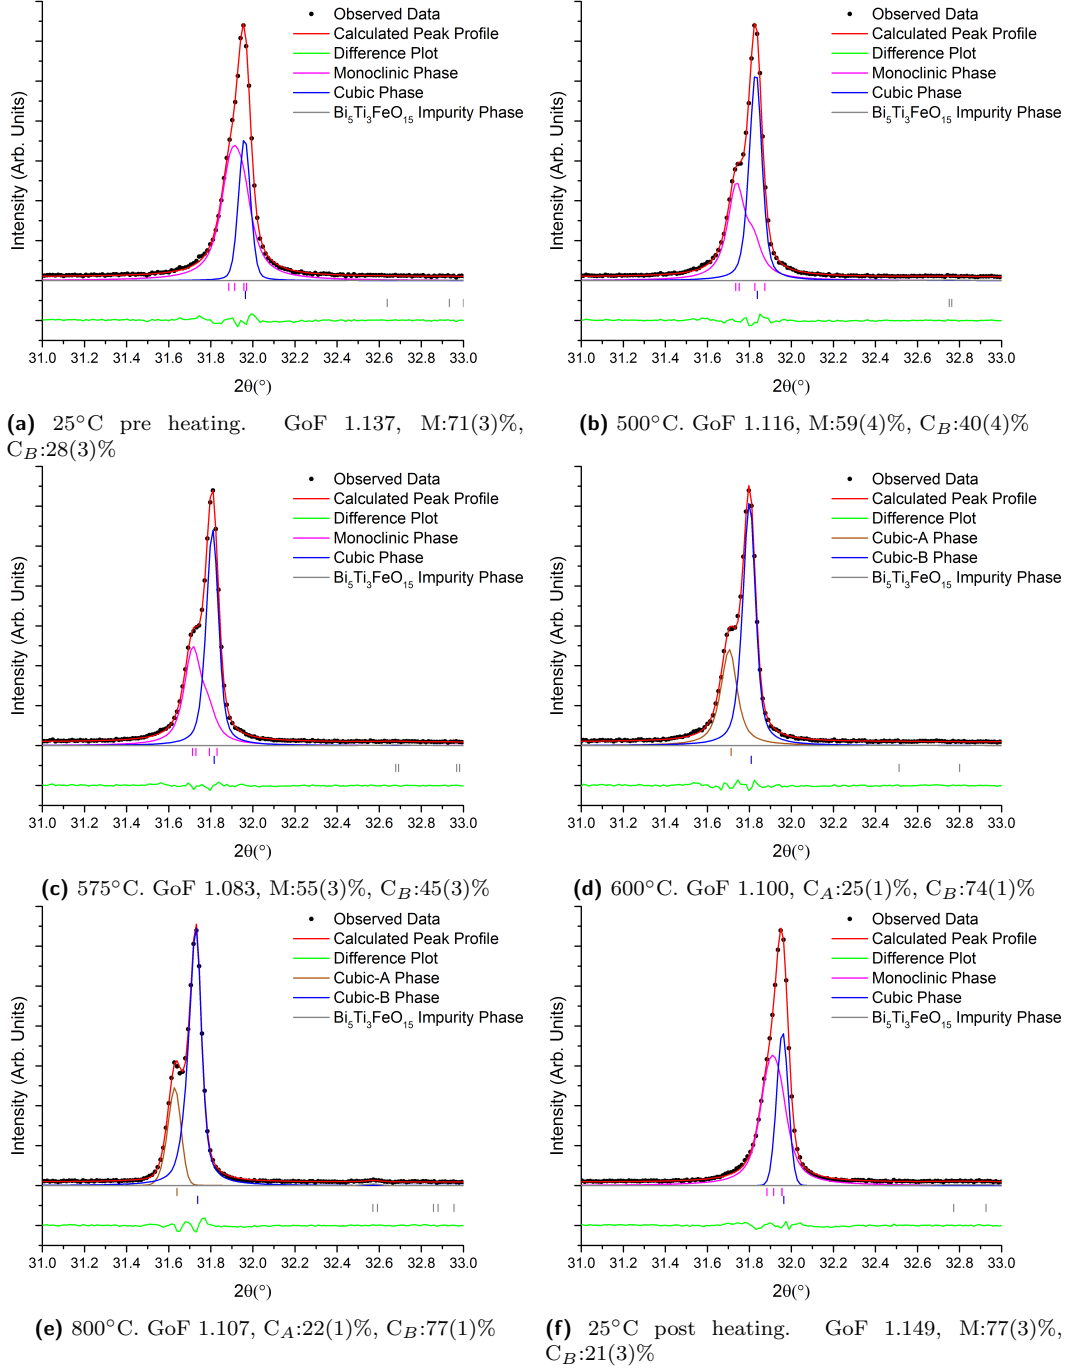 Observed Data
Calculated Peak Profile
Difference Plot
Monoclinic Phase
Cubic Phase
Bi₅Ti₃FeO₁₅ Impurity Phase
Intensity (Arb. Units)
31.0 31.2 31.4 31.6 31.8 32.0 32.2 32.4 32.6 32.8 33.0
2θ(°)
(a) 25°C pre heating. GoF 1.137, M:71(3)%,
C_B:28(3)%
Observed Data
Calculated Peak Profile
Difference Plot
Monoclinic Phase
Cubic Phase
Bi₅Ti₃FeO₁₅ Impurity Phase
Intensity (Arb. Units)
31.0 31.2 31.4 31.6 31.8 32.0 32.2 32.4 32.6 32.8 33.0
2θ(°)
(b) 500°C. GoF 1.116, M:59(4)%, C_B:40(4)%
Observed Data
Calculated Peak Profile
Difference Plot
Monoclinic Phase
Cubic Phase
Bi₅Ti₃FeO₁₅ Impurity Phase
Intensity (Arb. Units)
31.0 31.2 31.4 31.6 31.8 32.0 32.2 32.4 32.6 32.8 33.0
2θ(°)
(c) 575°C. GoF 1.083, M:55(3)%, C_B:45(3)%
Observed Data
Calculated Peak Profile
Difference Plot
Cubic-A Phase
Cubic-B Phase
Bi₅Ti₃FeO₁₅ Impurity Phase
Intensity (Arb. Units)
31.0 31.2 31.4 31.6 31.8 32.0 32.2 32.4 32.6 32.8 33.0
2θ(°)
(d) 600°C. GoF 1.100, C_A:25(1)%, C_B:74(1)%
Observed Data
Calculated Peak Profile
Difference Plot
Cubic-A Phase
Cubic-B Phase
Bi₅Ti₃FeO₁₅ Impurity Phase
Intensity (Arb. Units)
31.0 31.2 31.4 31.6 31.8 32.0 32.2 32.4 32.6 32.8 33.0
2θ(°)
(e) 800°C. GoF 1.107, C_A:22(1)%, C_B:77(1)%
Observed Data
Calculated Peak Profile
Difference Plot
Monoclinic Phase
Cubic Phase
Bi₅Ti₃FeO₁₅ Impurity Phase
Intensity (Arb. Units)
31.0 31.2 31.4 31.6 31.8 32.0 32.2 32.4 32.6 32.8 33.0
2θ(°)
(f) 25°C post heating. GoF 1.149, M:77(3)%,
C_B:21(3)%